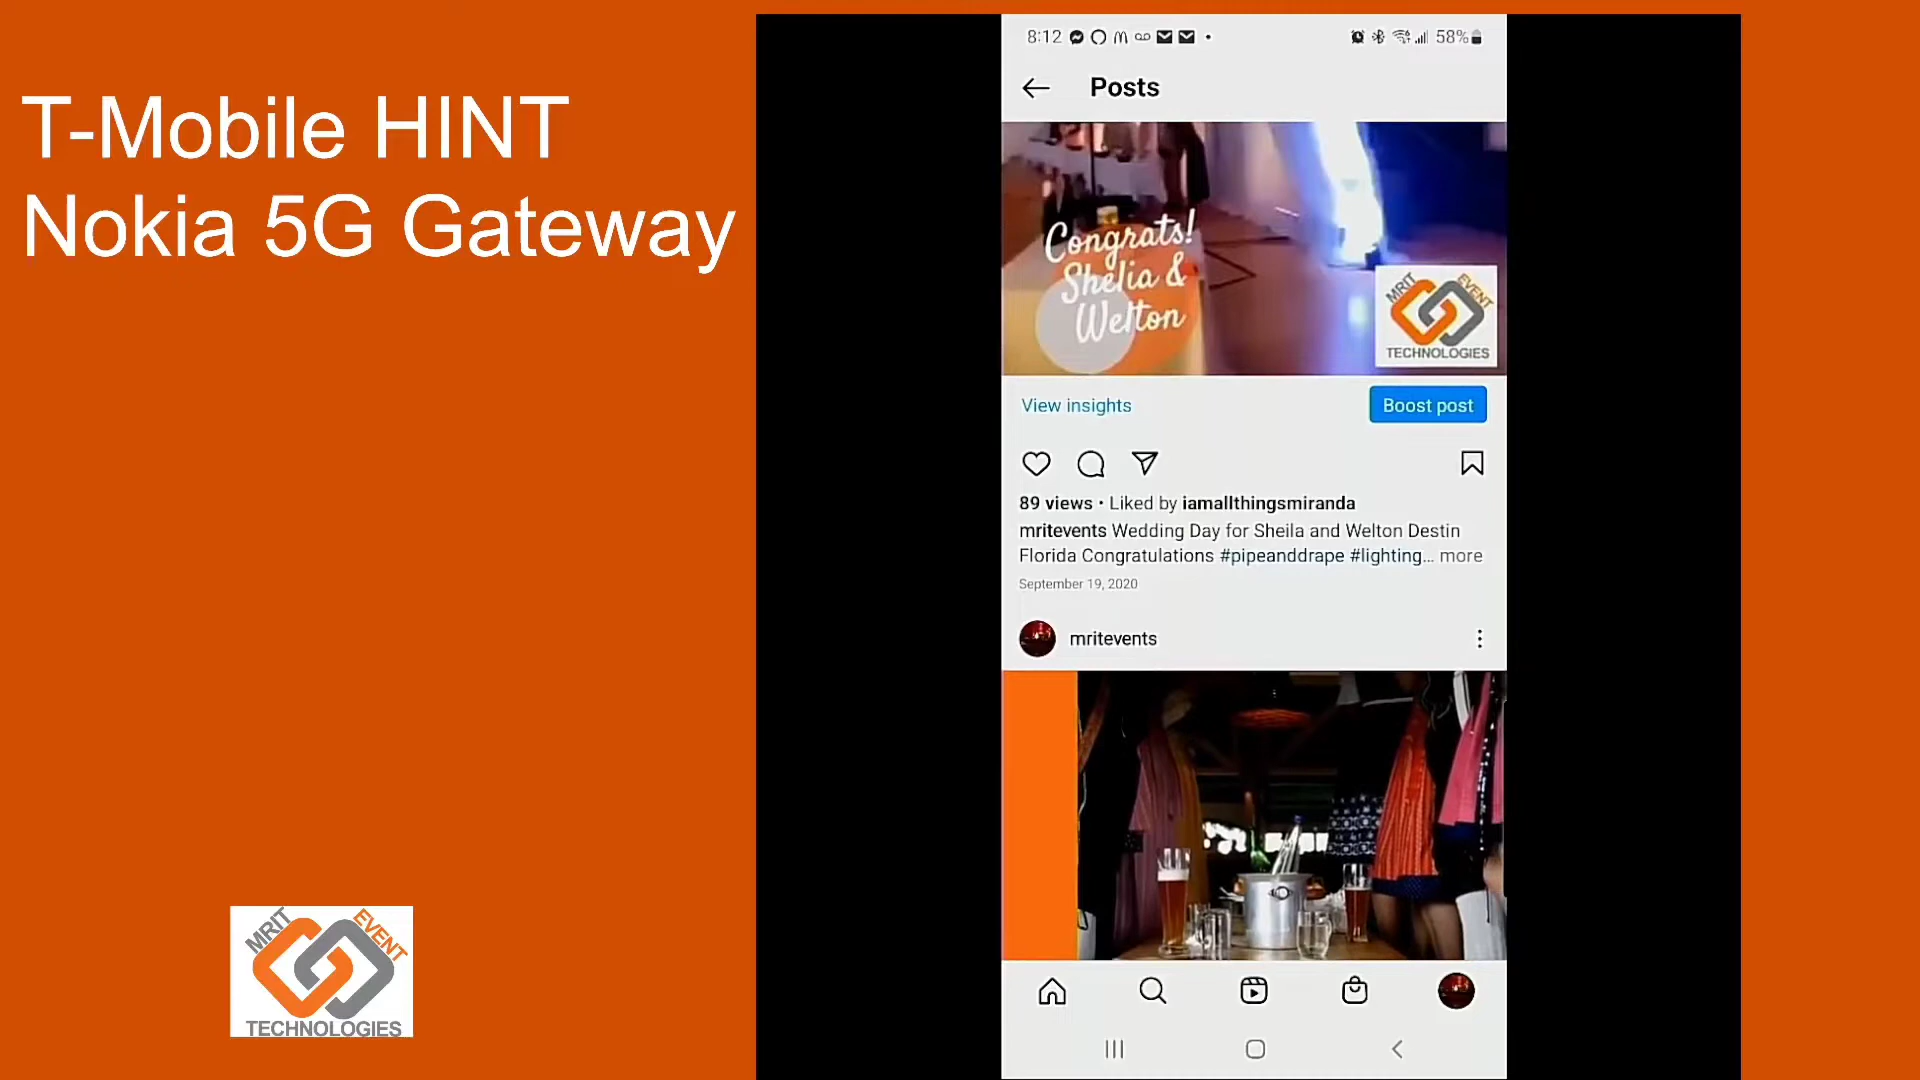 T-Mobile HINT
Nokia 5G Gateway
MRIT EVENT
TECHNOLOGIES
8:12
58%
Posts
Congrats!
Shelia &
Welton
MRIT EVENT
TECHNOLOGIES
View insights
Boost post
89 views • Liked by iamallthingsmiranda
mritevents Wedding Day for Sheila and Welton Destin
Florida Congratulations #pipeanddrape #lighting... more
September 19, 2020
mritevents